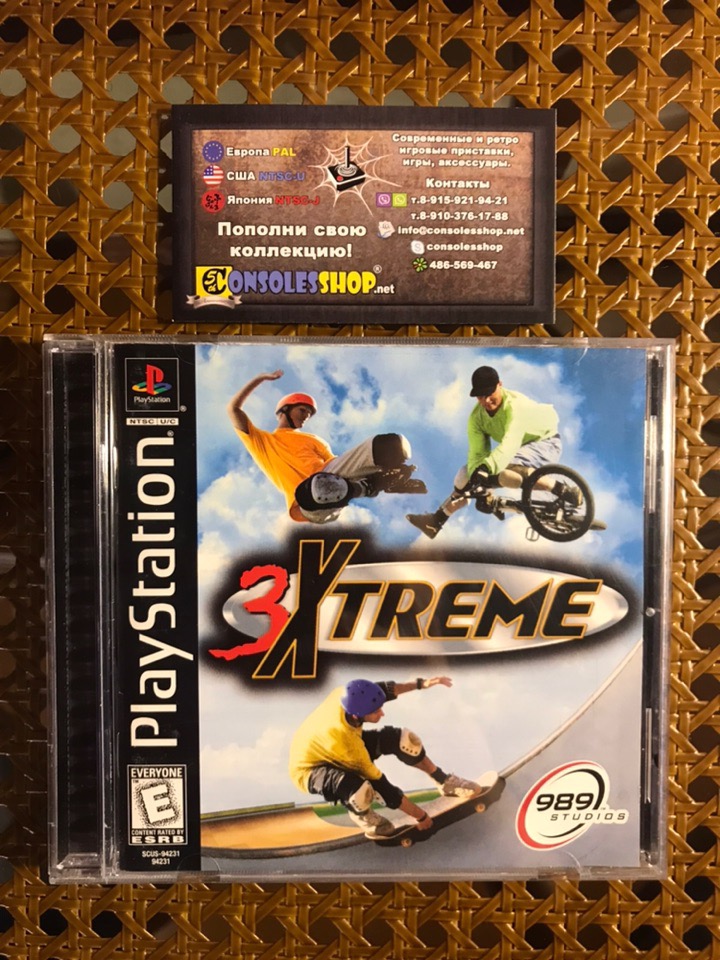 Европа PAL
США NTSC-U
Япония NTSC-J
Пополни свою
коллекцию!
CONSOLESSHOP.net
Современные и ретро
игровые приставки,
игры, аксессуары.
Контакты
т.8-915-921-94-21
т.8-910-376-17-88
info@consolesshop.net
consolesshop
486-569-467
PlayStation
NTSC U/C
PlayStation
3XTREME
989
STUDIOS
EVERYONE
E
CONTENT RATED BY
ESRB
SCUS-94231
94231